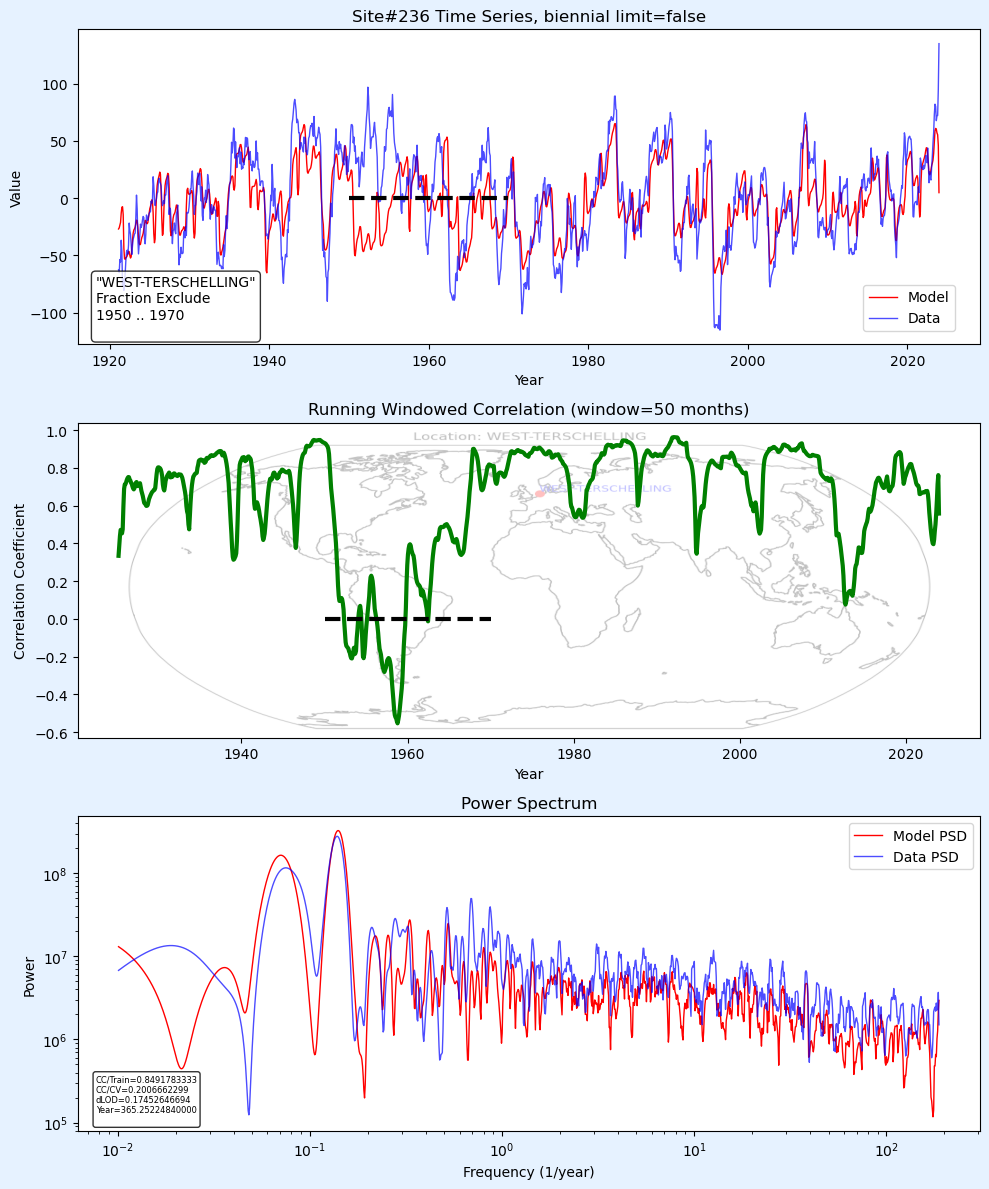 Site#236 Time Series, biennial limit=false
100
50
0
−50
−100
Value
"WEST-TERSCHELLING"
Fraction Exclude
1950 .. 1970
Model
Data
1920
1940
1960
1980
2000
2020
Year
Running Windowed Correlation (window=50 months)
Location: WEST-TERSCHELLING
WEST-TERSCHELLING
1.0
0.8
0.6
0.4
0.2
0.0
−0.2
−0.4
−0.6
Correlation Coefficient
1940
1960
1980
2000
2020
Year
Power Spectrum
Model PSD
Data PSD
10⁸
10⁷
10⁶
10⁵
Power
CC/Train=0.8491783333
CC/CV=0.2006662299
dLOD=0.17452646694
Year=365.25224840000
10⁻²
10⁻¹
10⁰
10¹
10²
Frequency (1/year)